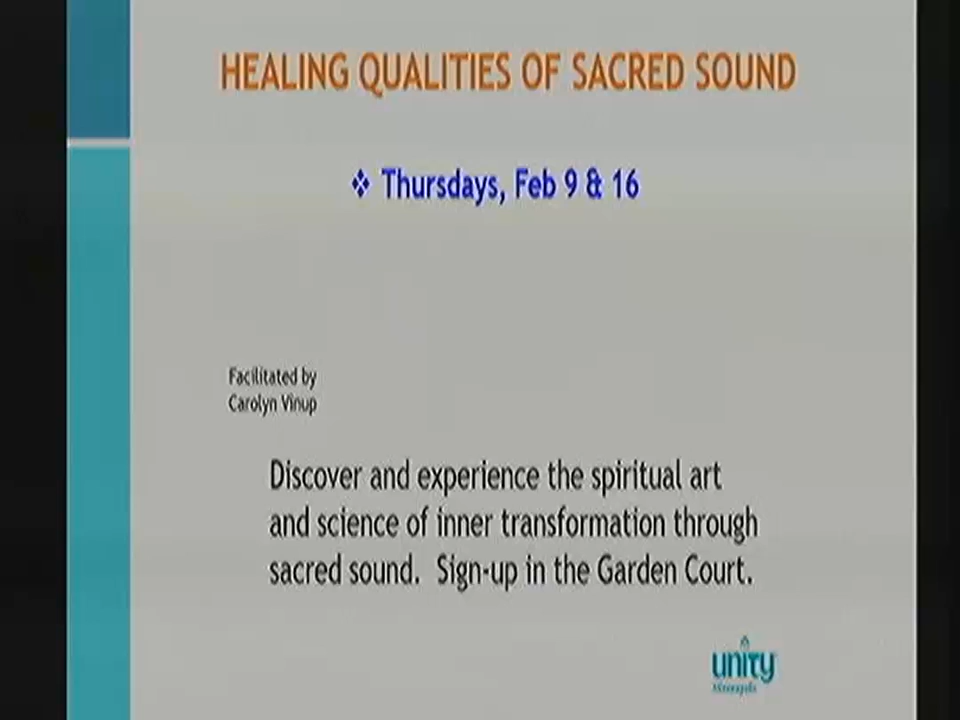 HEALING QUALITIES OF SACRED SOUND
❖ Thursdays, Feb 9 & 16
Facilitated by
Carolyn Vinup
Discover and experience the spiritual art
and science of inner transformation through
sacred sound. Sign-up in the Garden Court.
unity